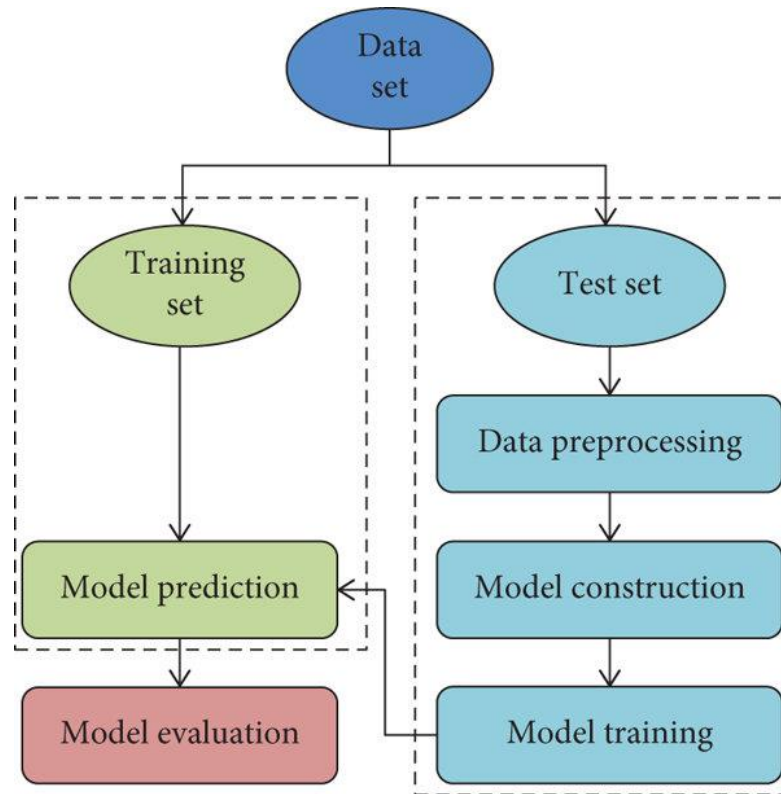 Data
set
Training
set
Test set
Data preprocessing
Model prediction
Model construction
Model evaluation
Model training